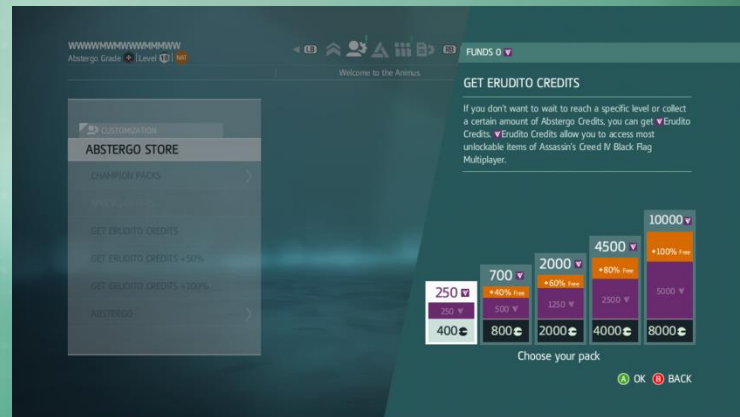 WWWWMWMWWWMMMWW
Abstergo Grade Level 10 NAT
LB RB
Welcome to the Animus.
CUSTOMIZATION
ABSTERGO STORE
CHAMPION PACKS
GET ERUDITO CREDITS
GET ERUDITO CREDITS +50%
GET ERUDITO CREDITS +100%
ABSTERGO
FUNDS 0
GET ERUDITO CREDITS
If you don't want to wait to reach a specific level or collect
a certain amount of Abstergo Credits, you can get Erudito
Credits. Erudito Credits allow you to access most
unlockable items of Assassin's Creed IV Black Flag
Multiplayer.
250
250
400
700
+40% Free
500
800
2000
+60% Free
1250
2000
4500
+80% Free
2500
4000
10000
+100% Free
5000
8000
Choose your pack
A OK B BACK